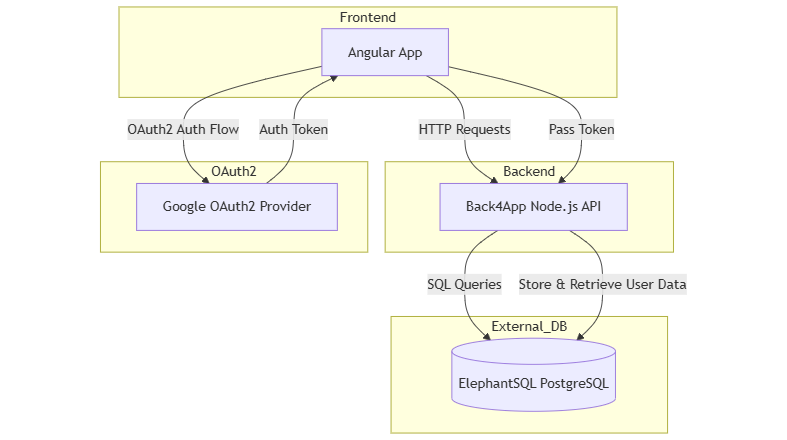 Frontend
Angular App
OAuth2 Auth Flow
Auth Token
HTTP Requests
Pass Token
OAuth2
Google OAuth2 Provider
Backend
Back4App Node.js API
SQL Queries
Store & Retrieve User Data
External_DB
ElephantSQL PostgreSQL